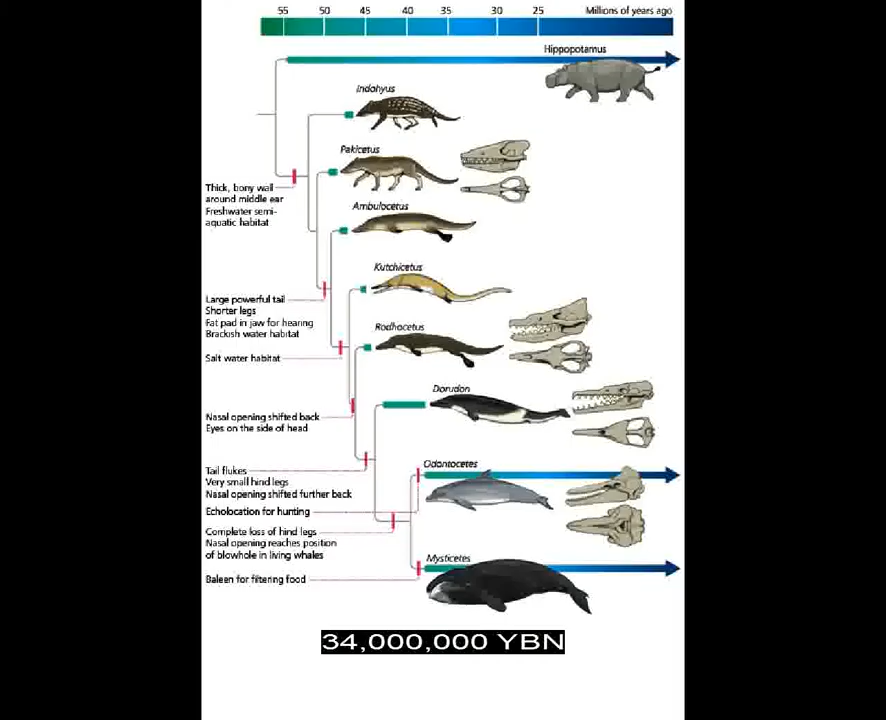 55 50 45 40 35 30 25 Millions of years ago
Hippopotamus
Indohyus
Pakicetus
Thick, bony wall
around middle ear
Freshwater semi-
aquatic habitat
Ambulocetus
Kutchicetus
Large powerful tail
Shorter legs
Fat pad in jaw for hearing
Brackish water habitat
Rodhocetus
Salt water habitat
Dorudon
Nasal opening shifted back
Eyes on the side of head
Odontocetes
Tail flukes
Very small hind legs
Nasal opening shifted further back
Echolocation for hunting
Complete loss of hind legs
Nasal opening reaches position
of blowhole in living whales
Mysticetes
Baleen for filtering food
34,000,000 YBN